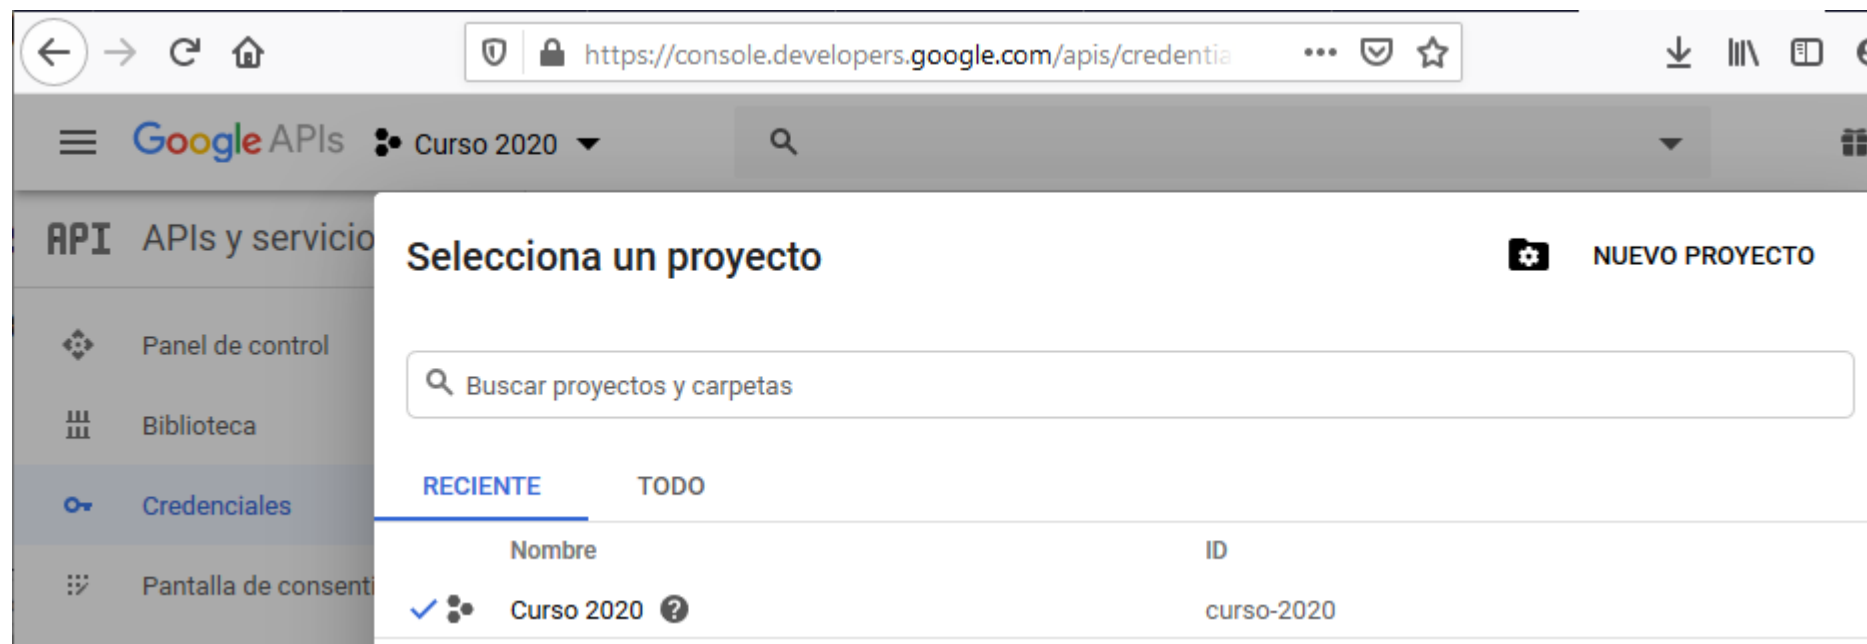 https://console.developers.google.com/apis/credentia
Google APIs Curso 2020
API APIs y servicio
Selecciona un proyecto
NUEVO PROYECTO
Panel de control
Buscar proyectos y carpetas
Biblioteca
RECIENTE TODO
Credenciales
Nombre ID
Pantalla de consenti
Curso 2020 curso-2020